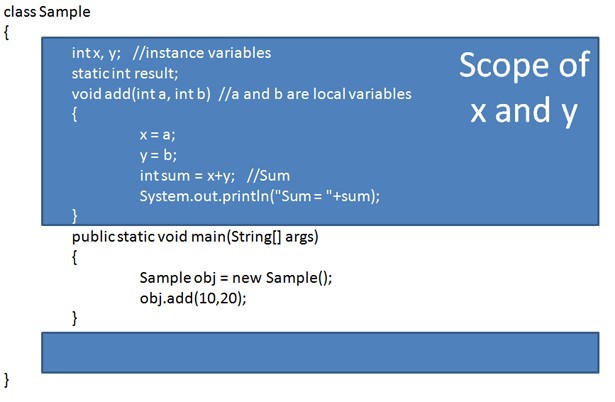 class Sample
{
int x, y;   //instance variables
static int result;
void add(int a, int b)  //a and b are local variables
{
x = a;
y = b;
int sum = x+y;   //Sum
System.out.println("Sum = "+sum);
}
Scope of
x and y
public static void main(String[] args)
{
Sample obj = new Sample();
obj.add(10,20);
}
}